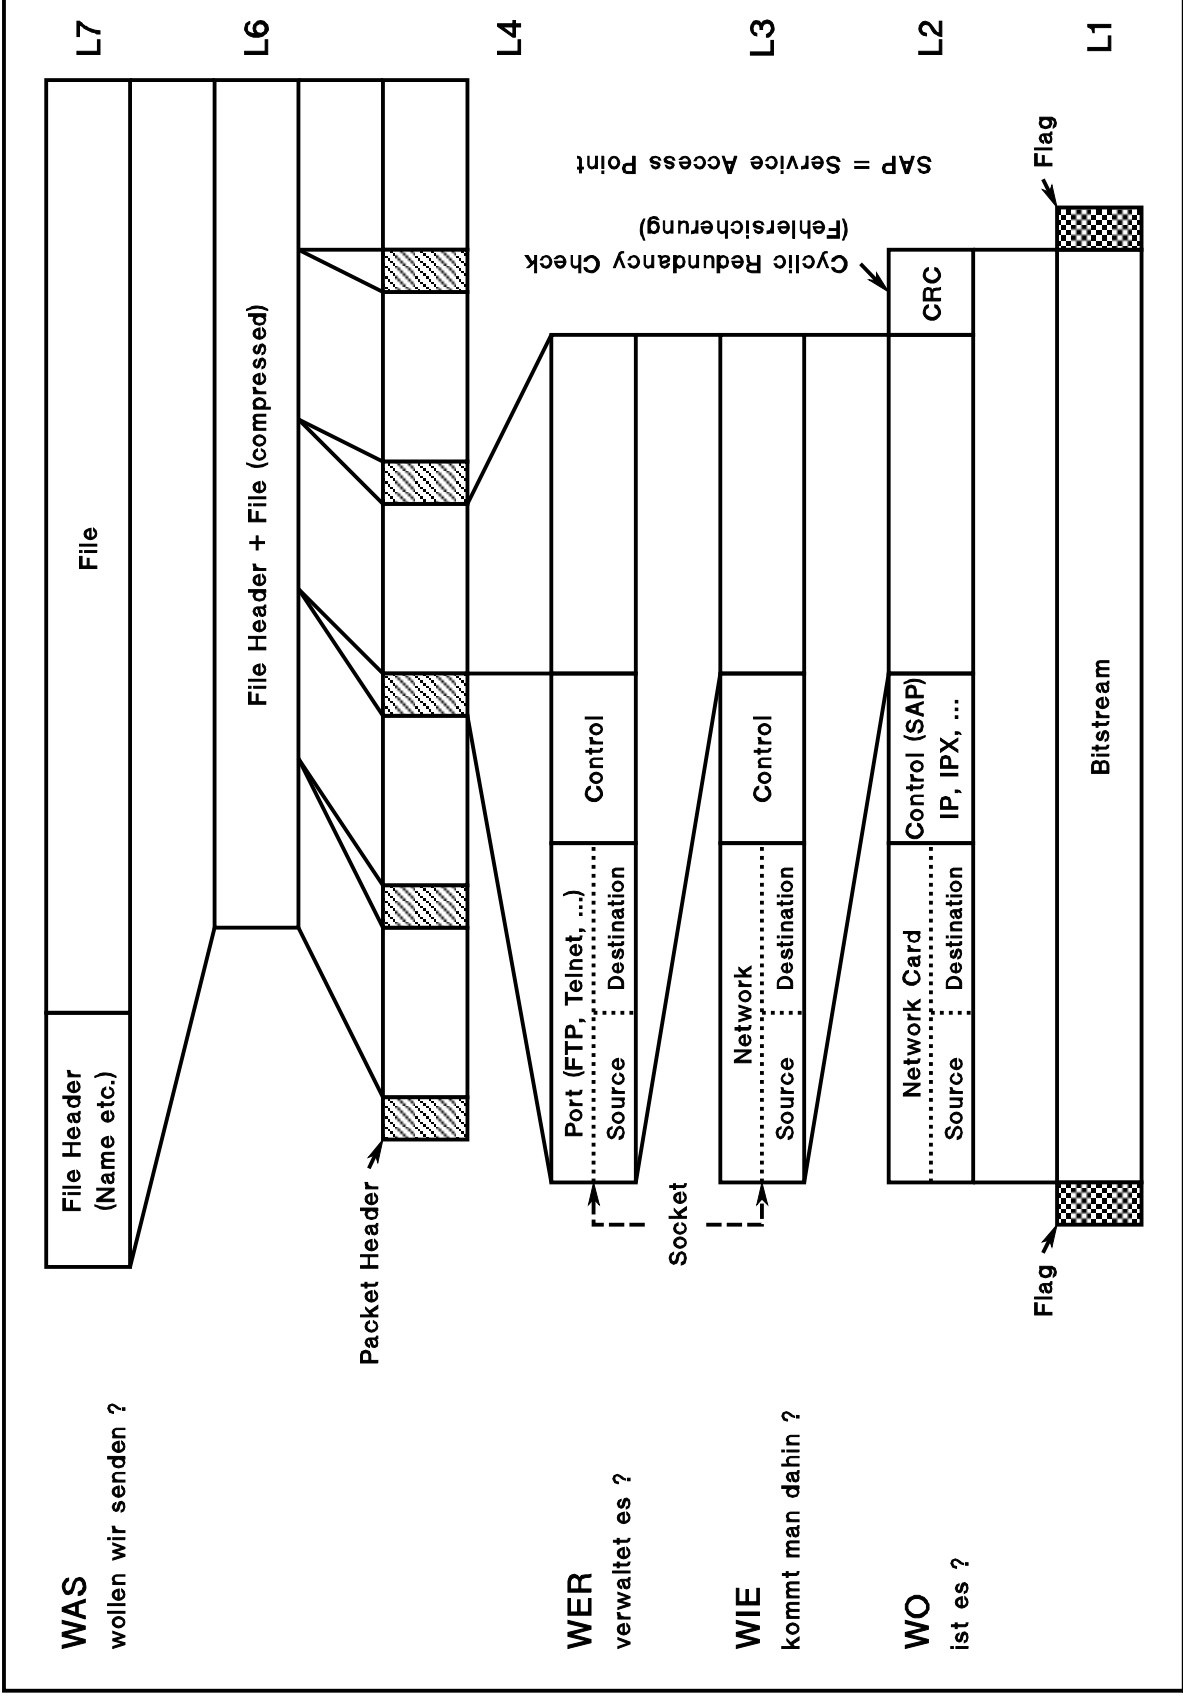 WAS
wollen wir senden ?
File Header
(Name etc.)
File
L7
File Header + File (compressed)
L6
Packet Header
L4
WER
verwaltet es ?
Port (FTP, Telnet, ...)
Source
Destination
Control
Socket
WIE
kommt man dahin ?
Network
Source
Destination
Control
L3
WO
ist es ?
Network Card
Source
Destination
Control (SAP)
IP, IPX, ...
CRC
L2
Cyclic Redundancy Check
(Fehlersicherung)
SAP = Service Access Point
Flag
Bitstream
Flag
L1